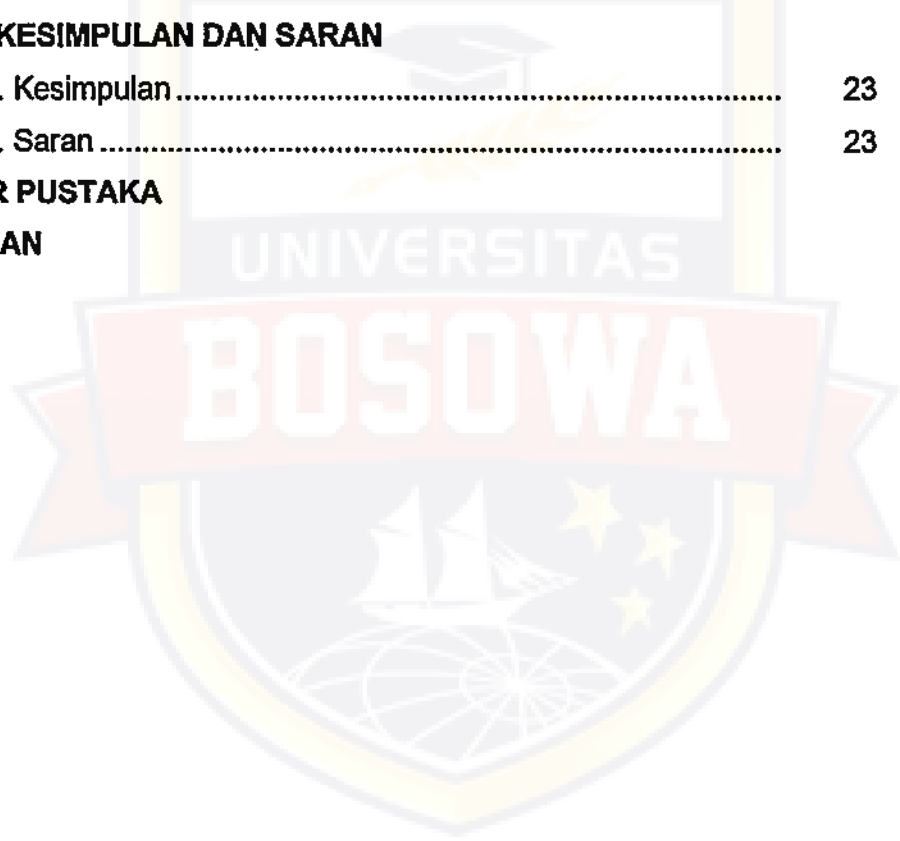 KESIMPULAN DAN SARAN
. Kesimpulan ........................................................................ 23
. Saran ................................................................................. 23
R PUSTAKA
AN
UNIVERSITAS
BOSOWA